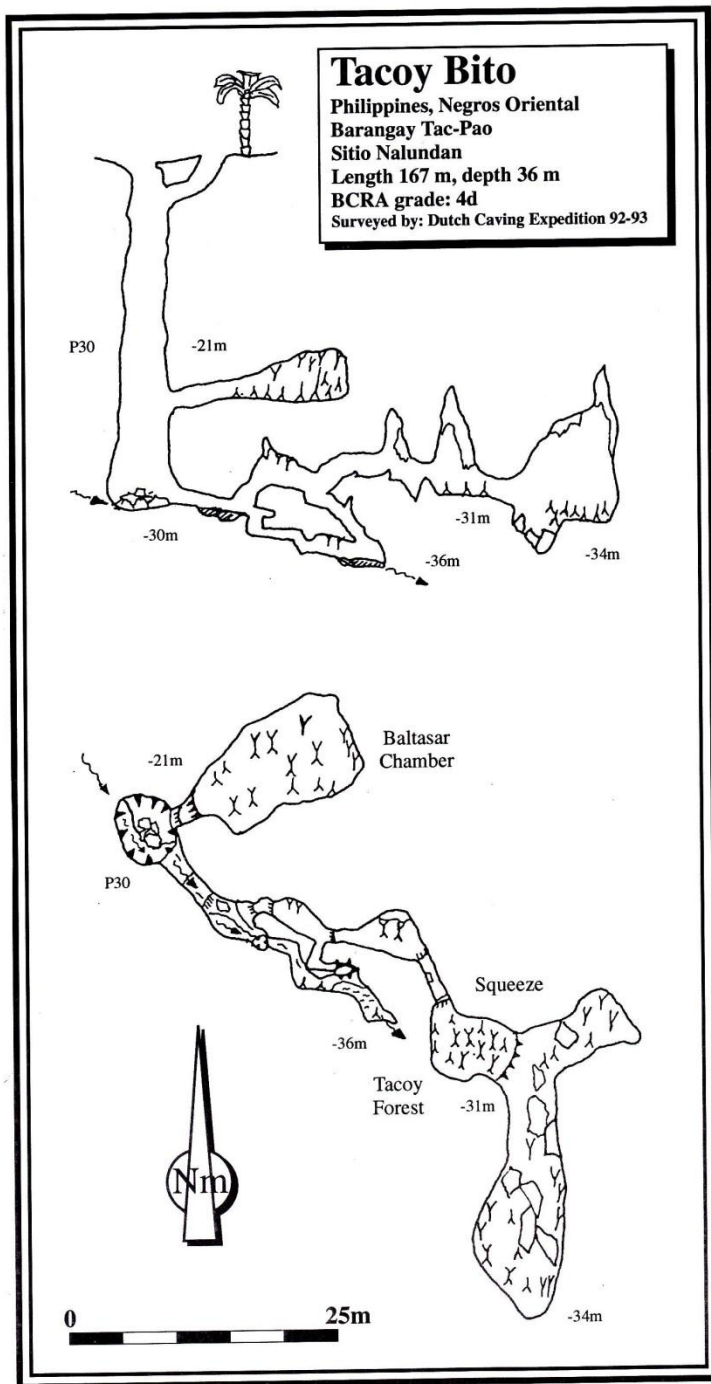 Tacoy Bito
Philippines, Negros Oriental
Barangay Tac-Pao
Sitio Nalundan
Length 167 m, depth 36 m
BCRA grade: 4d
Surveyed by: Dutch Caving Expedition 92-93
P30
-21m
-30m
-31m
-36m
-34m
-21m
Baltasar
Chamber
P30
Squeeze
-36m
Tacoy
Forest
-31m
Nm
0
25m
-34m